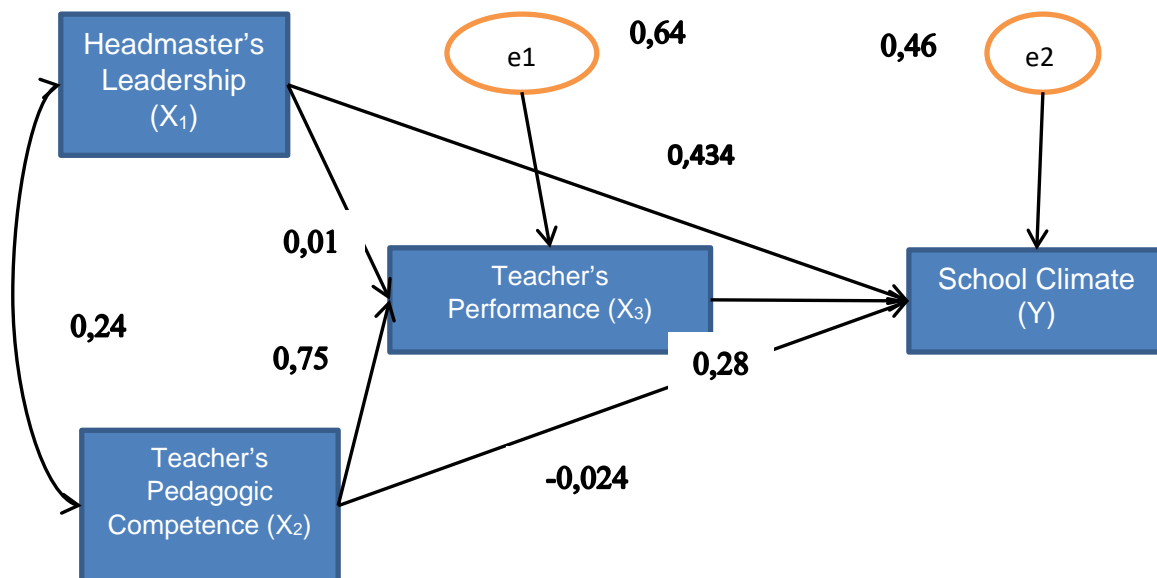 Headmaster's
Leadership
(X₁)
e1
0,64
0,46
e2
0,434
0,01
Teacher's
Performance (X₃)
School Climate
(Y)
0,24
0,75
0,28
Teacher's
Pedagogic
Competence (X₂)
-0,024